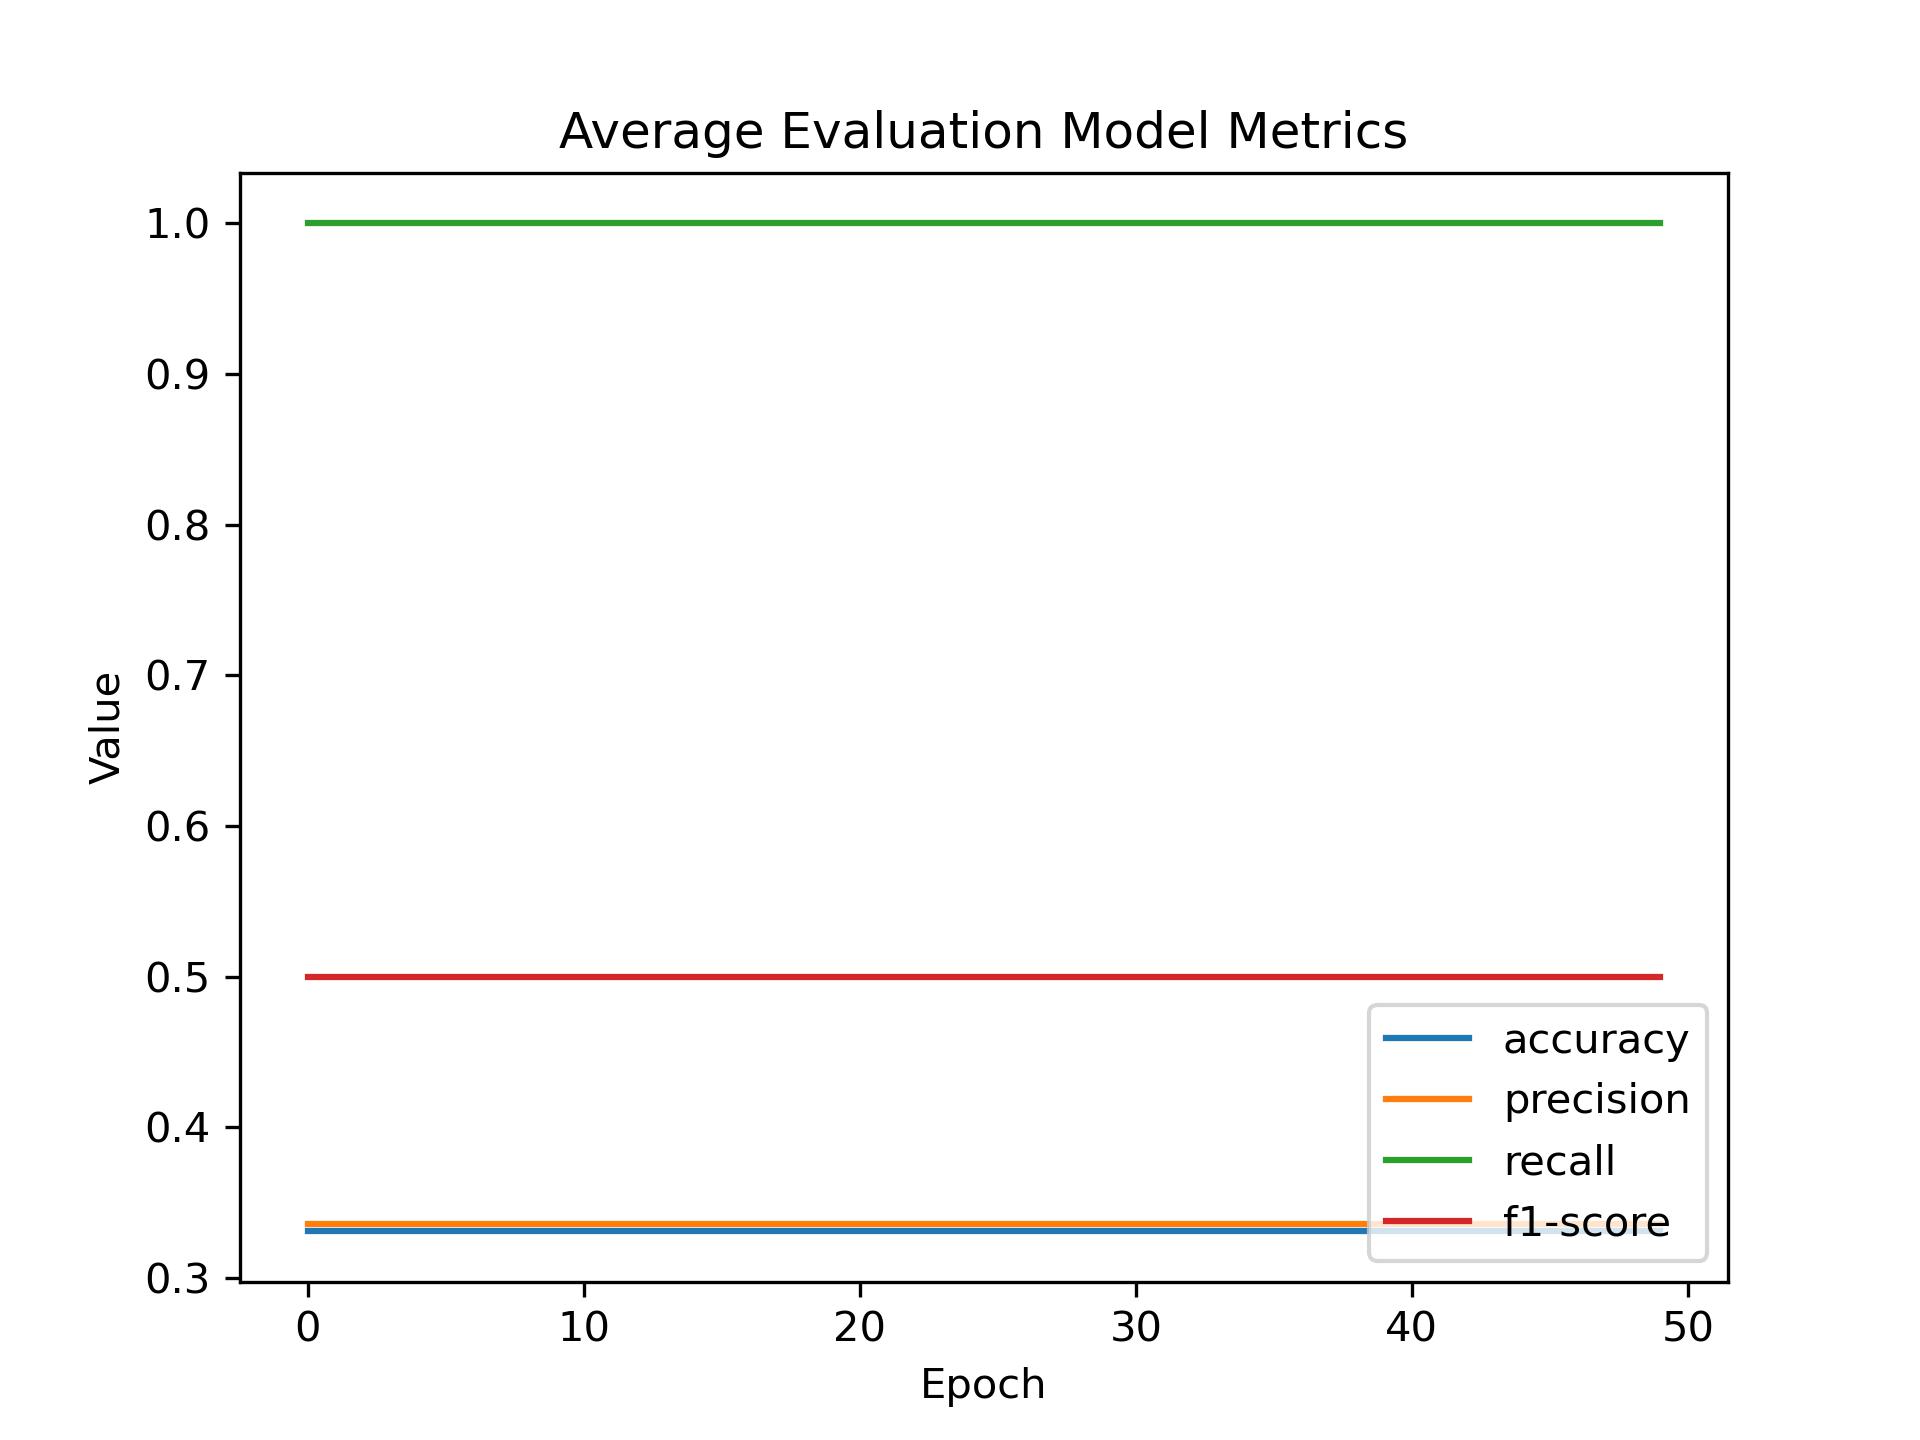 Average Evaluation Model Metrics
1.0
0.9
0.8
0.7
0.6
0.5
0.4
0.3
Value
accuracy
precision
recall
f1-score
0 10 20 30 40 50
Epoch